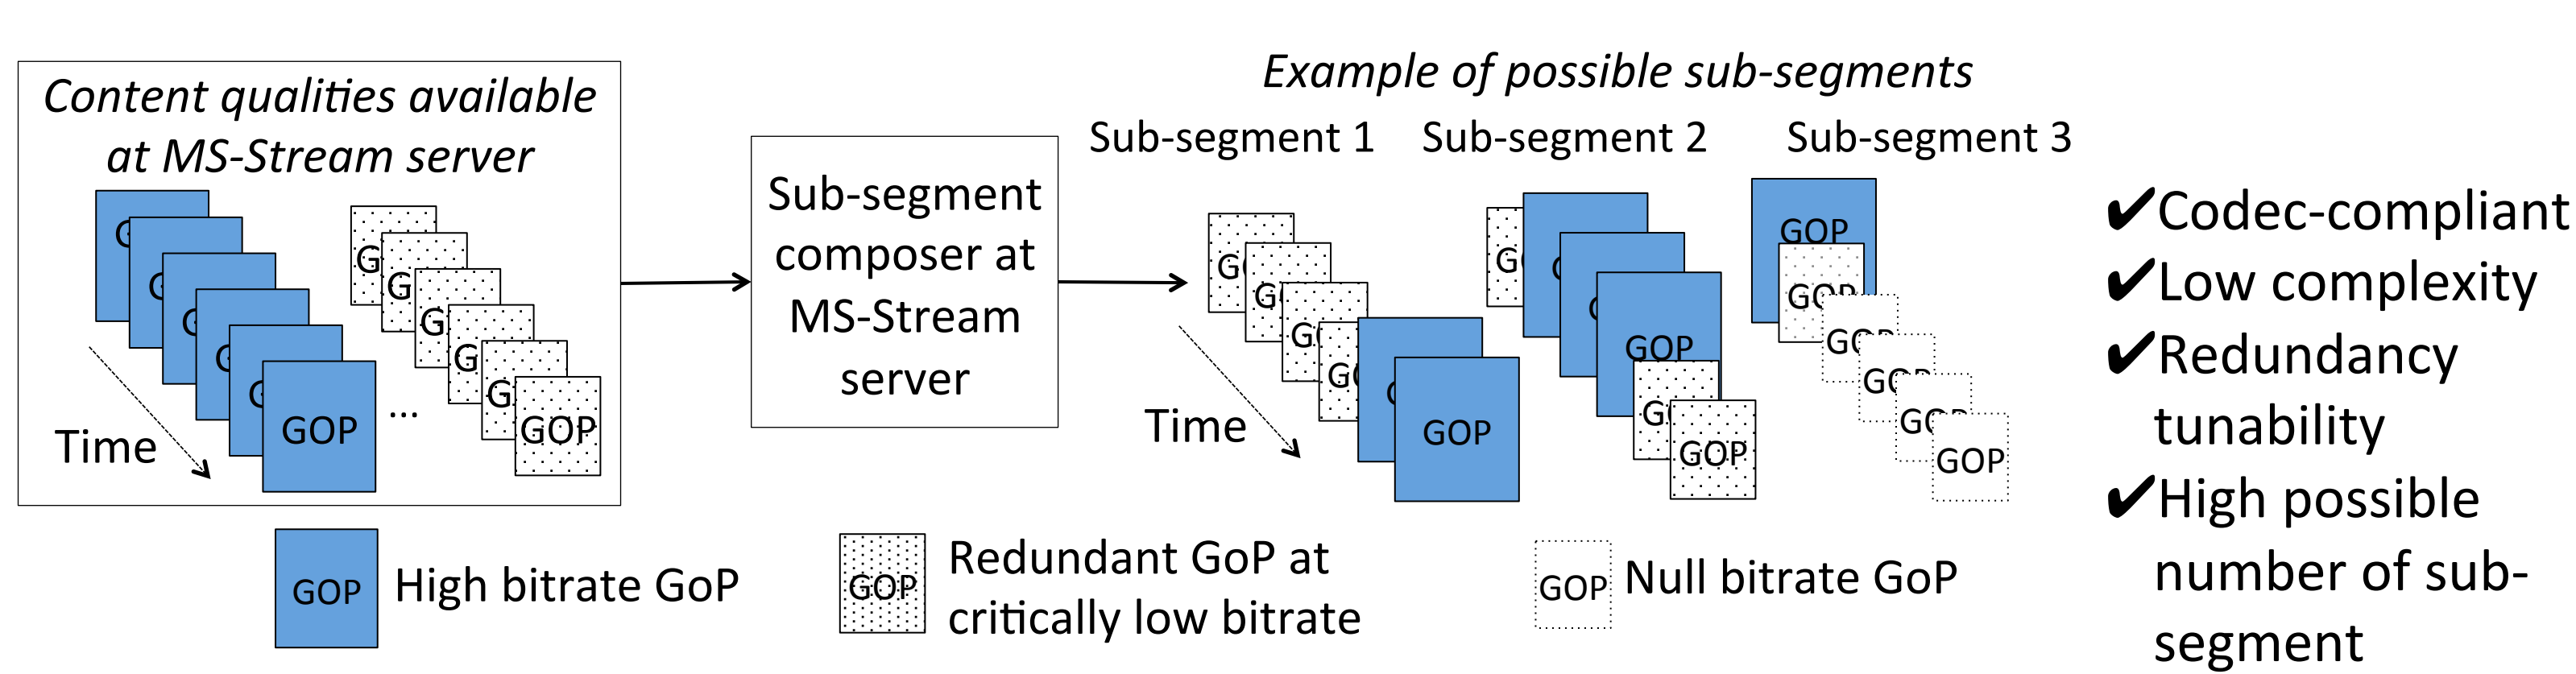 Content qualities available
at MS-Stream server
G
G
G
G
G
GOP
G
G
G
G
G
GOP
...
Time
Sub-segment
composer at
MS-Stream
server
Example of possible sub-segments
Sub-segment 1
Sub-segment 2
Sub-segment 3
GOP
GOP
GOP
GOP
GOP
GOP
Time
✔Codec-compliant
✔Low complexity
✔Redundancy
tunability
✔High possible
number of sub-
segment
GOP
High bitrate GoP
GOP
Redundant GoP at
critically low bitrate
GOP
Null bitrate GoP